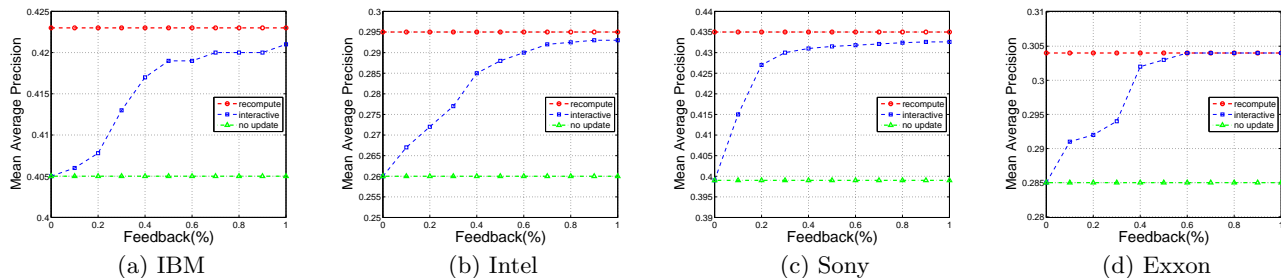 0.425
0.42
0.415
0.41
0.405
0.4
0 0.2 0.4 0.6 0.8 1
Mean Average Precision
Feedback(%)
recompute
interactive
no update
(a) IBM
0.3
0.295
0.29
0.285
0.28
0.275
0.27
0.265
0.26
0.255
0.25
0 0.2 0.4 0.6 0.8 1
Mean Average Precision
Feedback(%)
recompute
interactive
no update
(b) Intel
0.44
0.435
0.43
0.425
0.42
0.415
0.41
0.405
0.4
0.395
0.39
0 0.2 0.4 0.6 0.8 1
Mean Average Precision
Feedback(%)
recompute
interactive
no update
(c) Sony
0.31
0.305
0.3
0.295
0.29
0.285
0.28
0 0.2 0.4 0.6 0.8 1
Mean Average Precision
Feedback(%)
recompute
interactive
no update
(d) Exxon